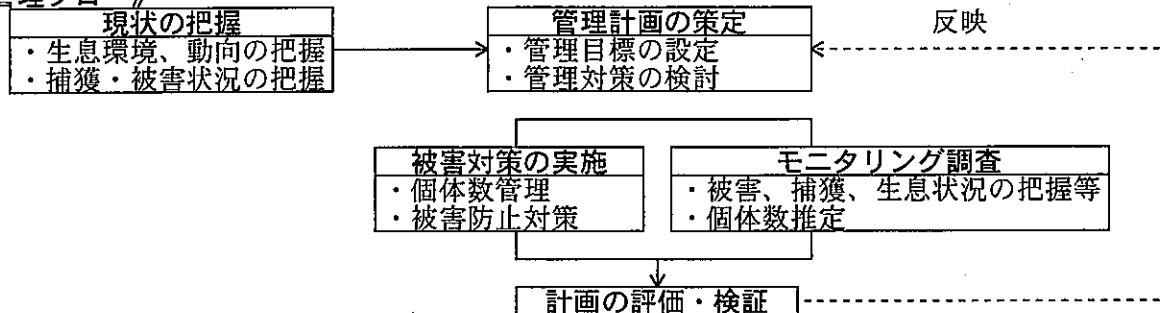 理フロー 〃
現状の把握
・生息環境、動向の把握
・捕獲・被害状況の把握
管理計画の策定
・管理目標の設定
・管理対策の検討
反映
被害対策の実施
・個体数管理
・被害防止対策
モニタリング調査
・被害、捕獲、生息状況の把握等
・個体数推定
計画の評価・検証